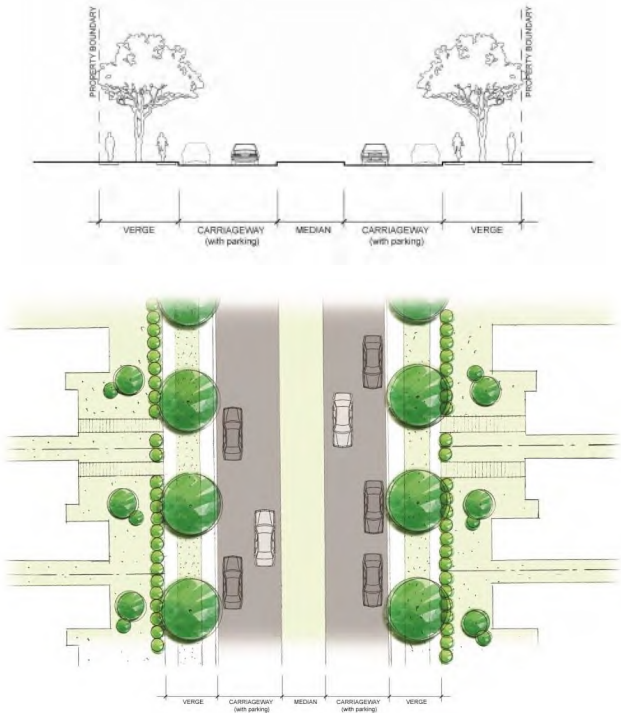 PROPERTY BOUNDARY
PROPERTY BOUNDARY
VERGE
CARRIAGEWAY
(with parking)
MEDIAN
CARRIAGEWAY
(with parking)
VERGE
VERGE
CARRIAGEWAY
(with parking)
MEDIAN
CARRIAGEWAY
(with parking)
VERGE